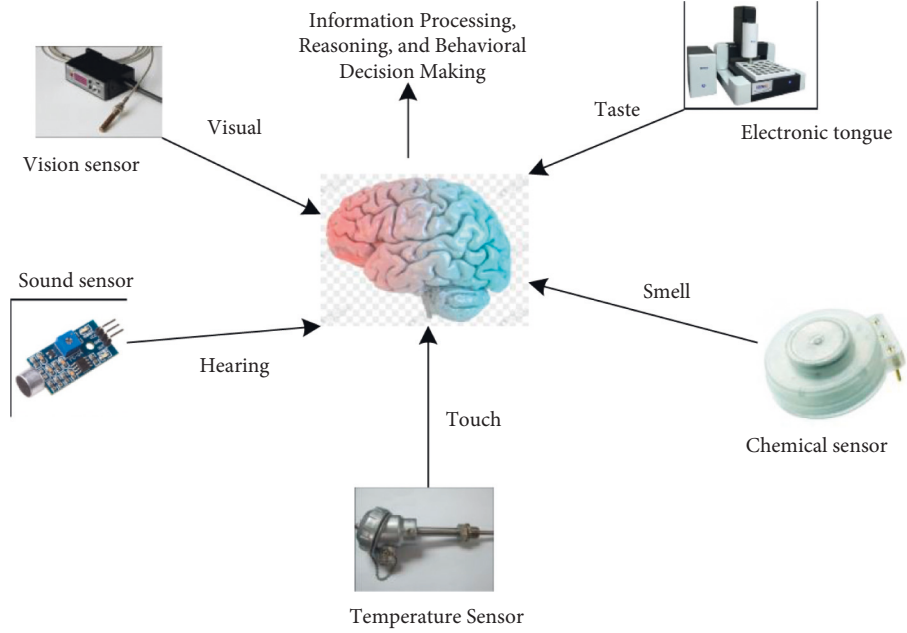 Information Processing,
Reasoning, and Behavioral
Decision Making
Visual
Taste
Vision sensor
Electronic tongue
Sound sensor
Smell
Hearing
Touch
Chemical sensor
Temperature Sensor